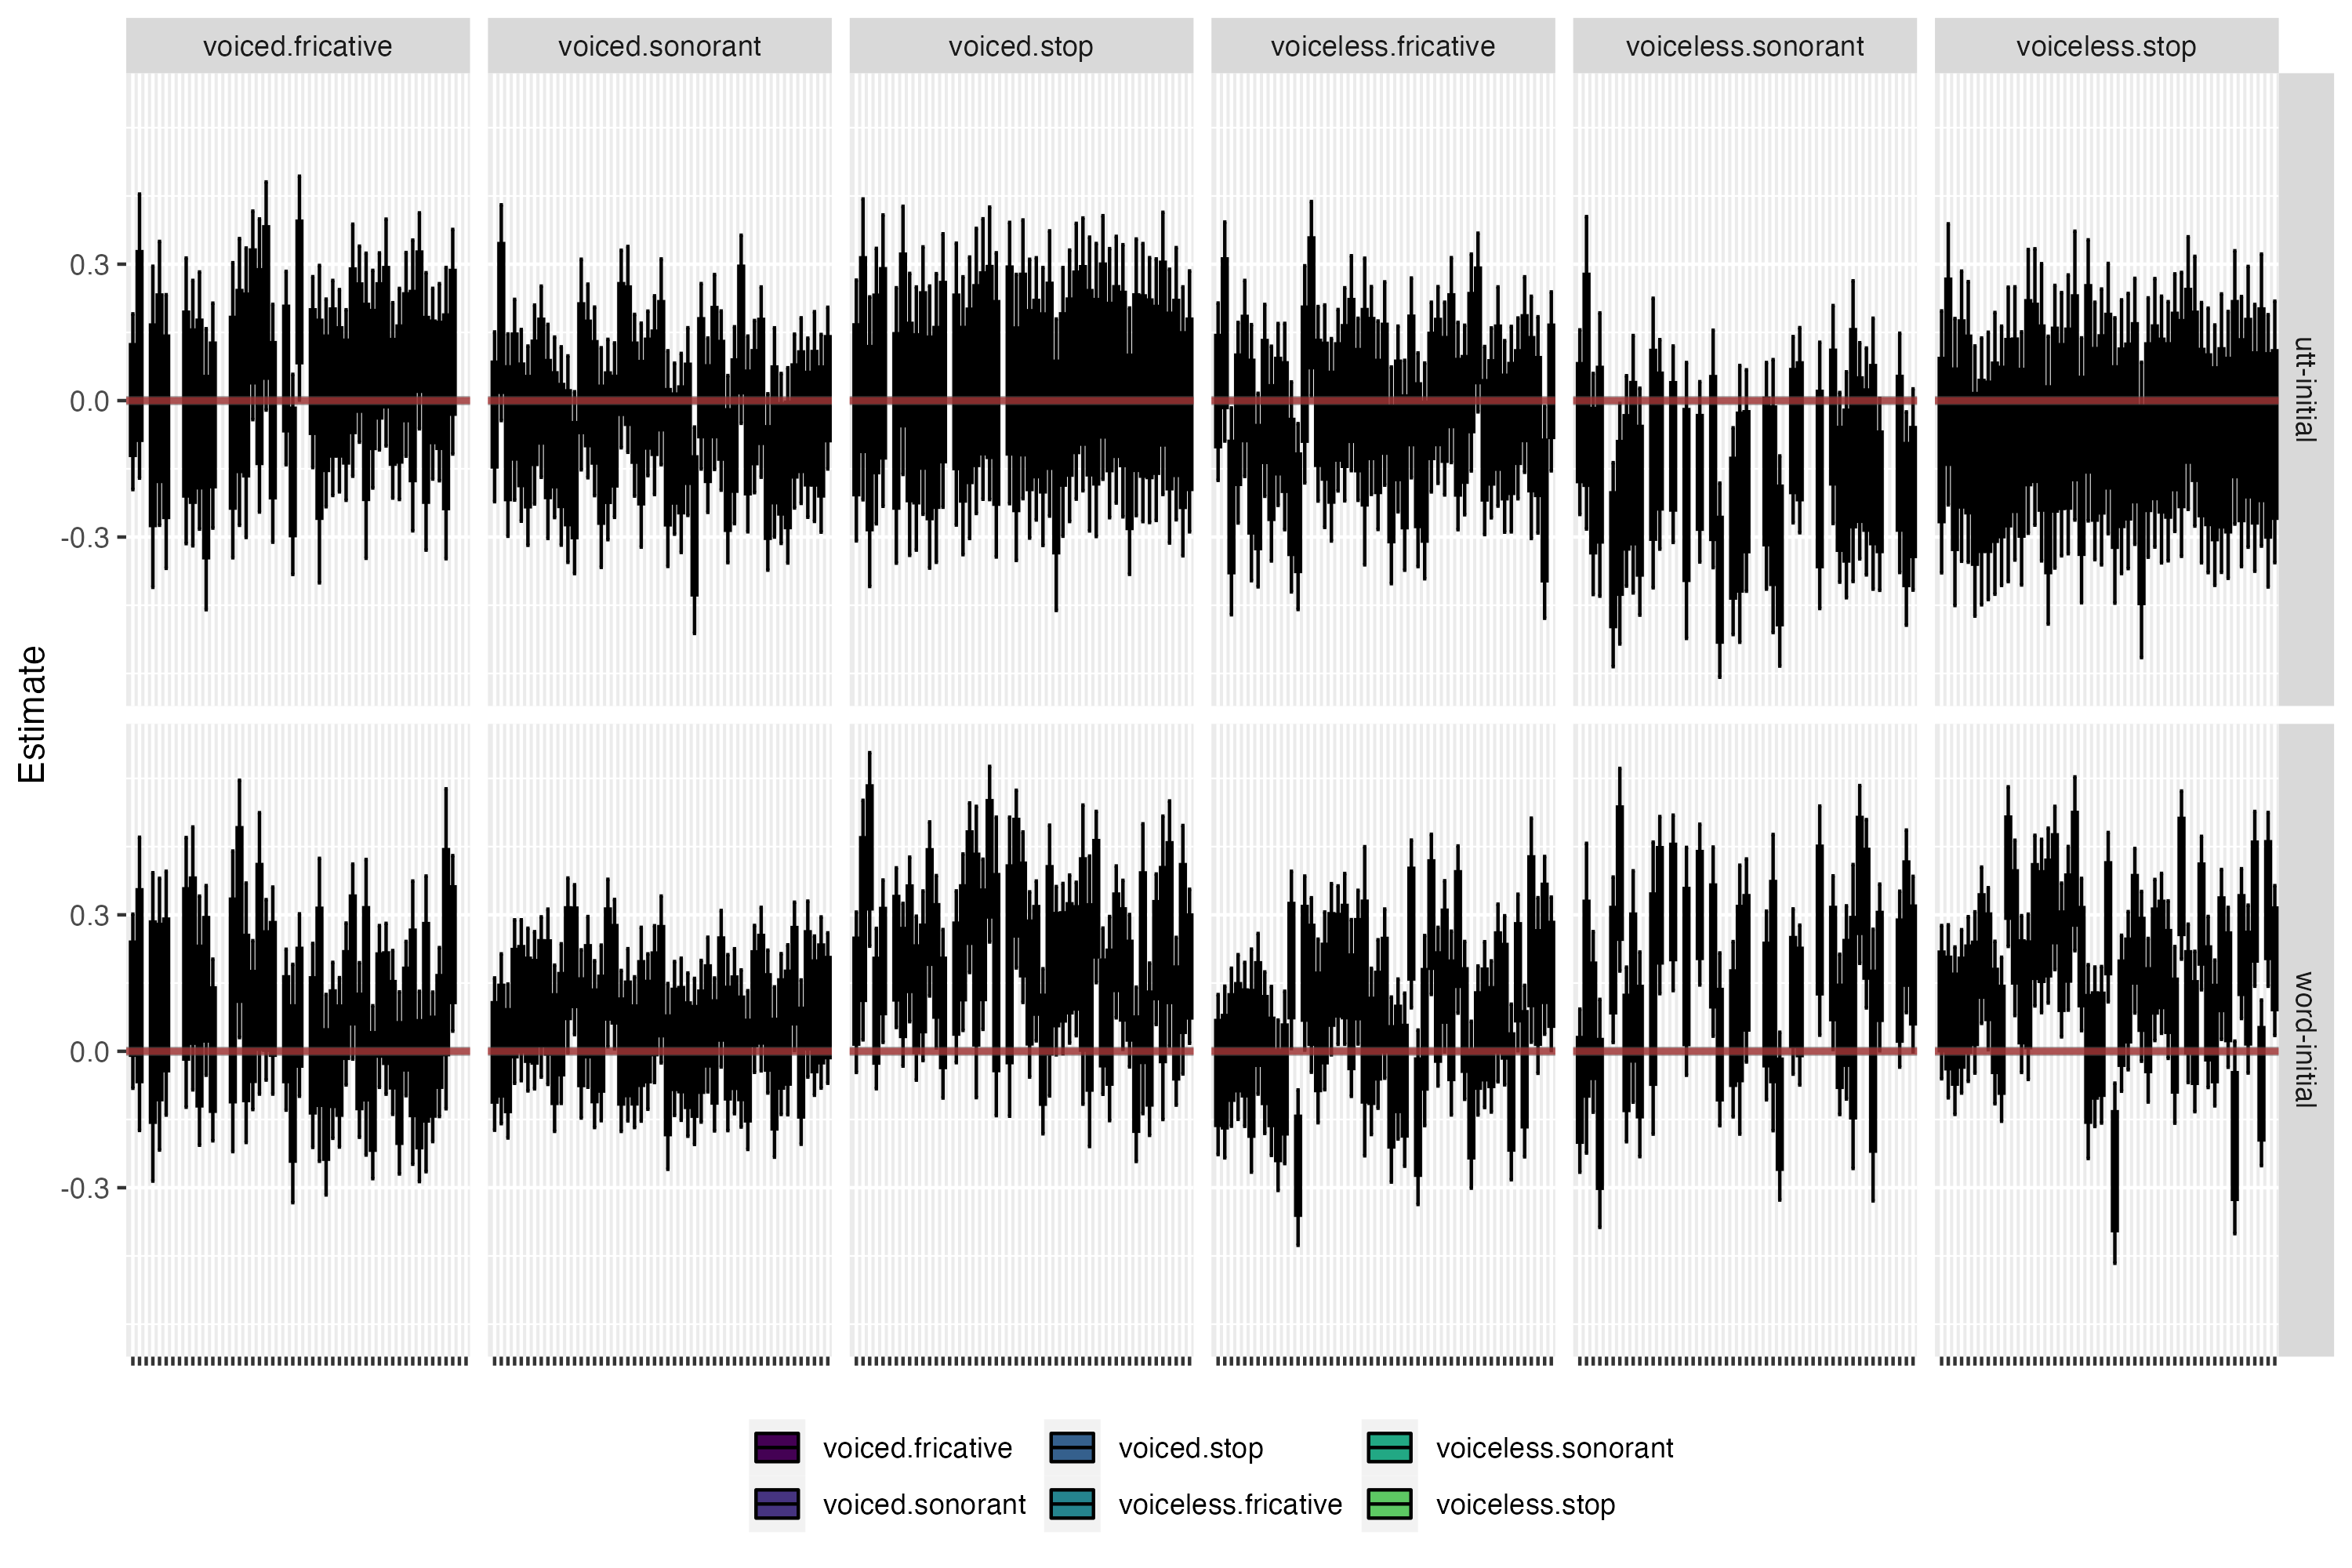 voiced.fricative voiced.sonorant voiced.stop voiceless.fricative voiceless.sonorant voiceless.stop
0.3
0.0
-0.3
utt-initial
Estimate
0.3
0.0
-0.3
word-initial
voiced.fricative voiced.stop voiceless.sonorant
voiced.sonorant voiceless.fricative voiceless.stop